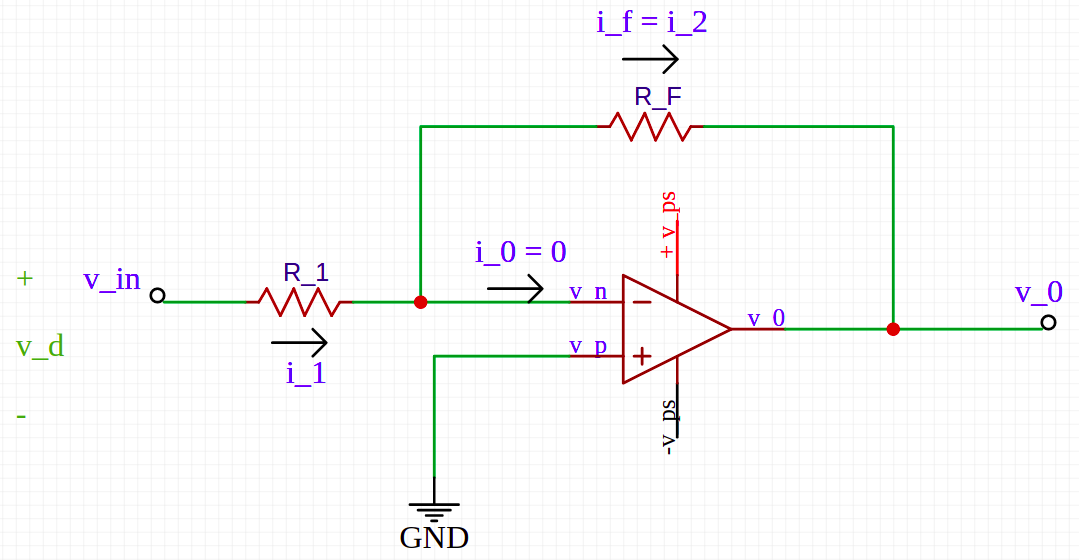 i_f = i_2
R_F
+ v_ps
i_0 = 0
R_1
+
v_in
v_n
v_0
v_0
v_d
v_p
i_1
-
-v_ps
GND